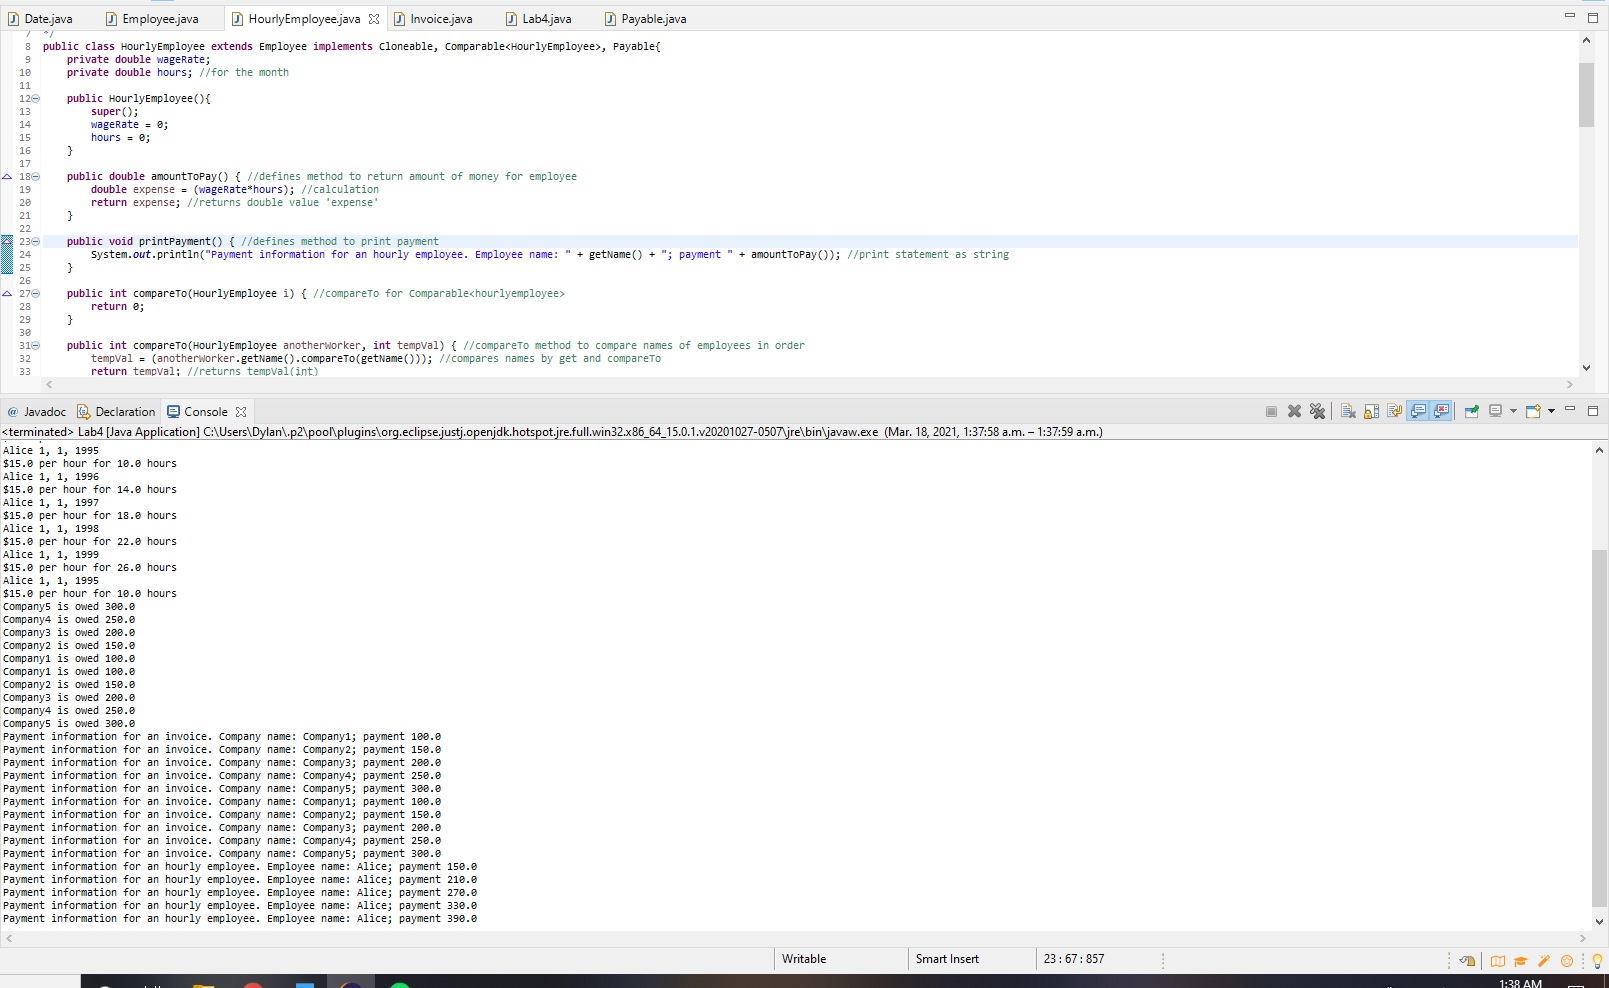 Date.java Employee.java HourlyEmployee.java Invoice.java Lab4.java Payable.java
7 */
8 public class HourlyEmployee extends Employee implements Cloneable, Comparable<HourlyEmployee>, Payable{
9 private double wageRate;
10 private double hours; //for the month
11
12 public HourlyEmployee(){
13 super();
14 wageRate = 0;
15 hours = 0;
16 }
17
18 public double amountToPay() { //defines method to return amount of money for employee
19 double expense = (wageRate*hours); //calculation
20 return expense; //returns double value 'expense'
21 }
22
23 public void printPayment() { //defines method to print payment
24 System.out.println("Payment information for an hourly employee. Employee name: " + getName() + "; payment " + amountToPay()); //print statement as string
25 }
26
27 public int compareTo(HourlyEmployee i) { //compareTo for Comparable<hourlyemployee>
28 return 0;
29 }
30
31 public int compareTo(HourlyEmployee anotherWorker, int tempVal) { //compareTo method to compare names of employees in order
32 tempVal = (anotherWorker.getName().compareTo(getName())); //compares names by get and compareTo
33 return tempVal; //returns tempVal(int)
@ Javadoc Declaration Console
<terminated> Lab4 [Java Application] C:\Users\Dylan\.p2\pool\plugins\org.eclipse.justj.openjdk.hotspot.jre.full.win32.x86_64_15.0.1.v20201027-0507\jre\bin\javaw.exe (Mar. 18, 2021, 1:37:58 a.m. – 1:37:59 a.m.)
Alice 1, 1, 1995
$15.0 per hour for 10.0 hours
Alice 1, 1, 1996
$15.0 per hour for 14.0 hours
Alice 1, 1, 1997
$15.0 per hour for 18.0 hours
Alice 1, 1, 1998
$15.0 per hour for 22.0 hours
Alice 1, 1, 1999
$15.0 per hour for 26.0 hours
Alice 1, 1, 1995
$15.0 per hour for 10.0 hours
Company5 is owed 300.0
Company4 is owed 250.0
Company3 is owed 200.0
Company2 is owed 150.0
Company1 is owed 100.0
Company1 is owed 100.0
Company2 is owed 150.0
Company3 is owed 200.0
Company4 is owed 250.0
Company5 is owed 300.0
Payment information for an invoice. Company name: Company1; payment 100.0
Payment information for an invoice. Company name: Company2; payment 150.0
Payment information for an invoice. Company name: Company3; payment 200.0
Payment information for an invoice. Company name: Company4; payment 250.0
Payment information for an invoice. Company name: Company5; payment 300.0
Payment information for an invoice. Company name: Company1; payment 100.0
Payment information for an invoice. Company name: Company2; payment 150.0
Payment information for an invoice. Company name: Company3; payment 200.0
Payment information for an invoice. Company name: Company4; payment 250.0
Payment information for an invoice. Company name: Company5; payment 300.0
Payment information for an hourly employee. Employee name: Alice; payment 150.0
Payment information for an hourly employee. Employee name: Alice; payment 210.0
Payment information for an hourly employee. Employee name: Alice; payment 270.0
Payment information for an hourly employee. Employee name: Alice; payment 330.0
Payment information for an hourly employee. Employee name: Alice; payment 390.0
Writable Smart Insert 23 : 67 : 857
1:38 AM